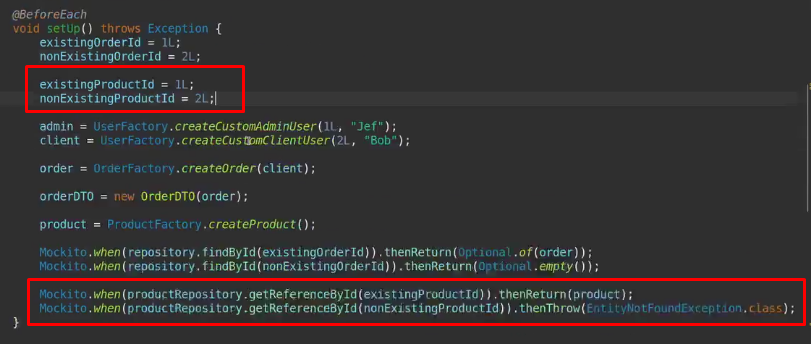 @BeforeEach
void setUp() throws Exception {
existingOrderId = 1L;
nonExistingOrderId = 2L;
existingProductId = 1L;
nonExistingProductId = 2L;
admin = UserFactory.createCustomAdminUser(1L, "Jef");
client = UserFactory.createCustomClientUser(2L, "Bob");
order = OrderFactory.createOrder(client);
orderDTO = new OrderDTO(order);
product = ProductFactory.createProduct();
Mockito.when(repository.findById(existingOrderId)).thenReturn(Optional.of(order));
Mockito.when(repository.findById(nonExistingOrderId)).thenReturn(Optional.empty());
Mockito.when(productRepository.getReferenceById(existingProductId)).thenReturn(product);
Mockito.when(productRepository.getReferenceById(nonExistingProductId)).thenThrow(EntityNotFoundException.class);
}